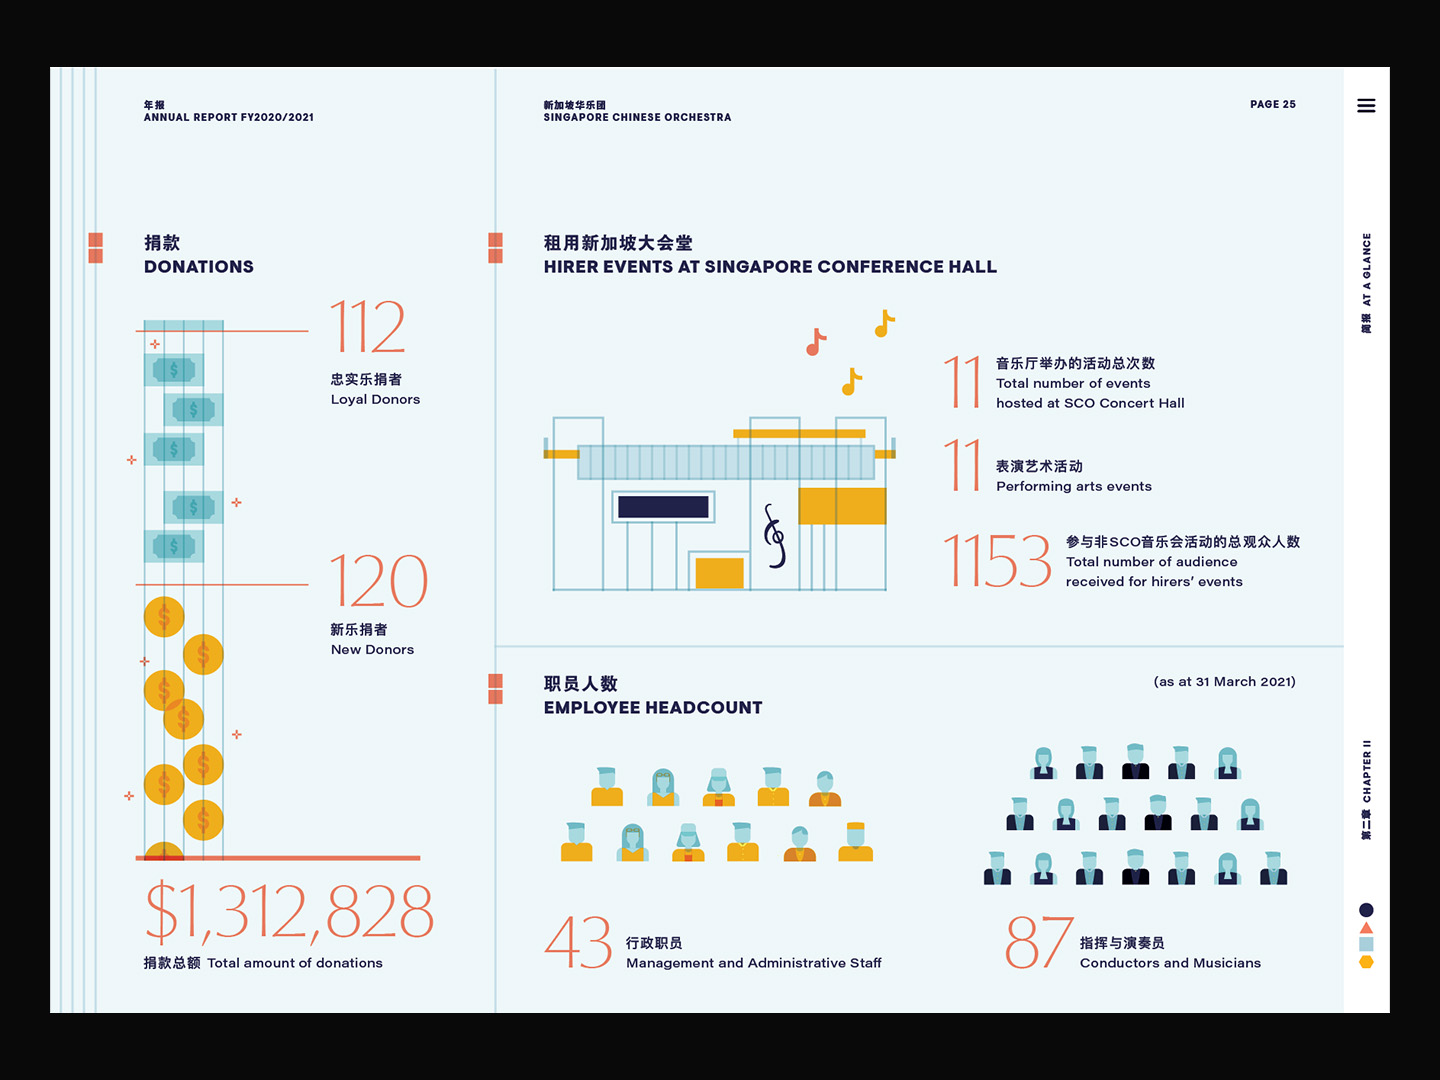 年报
ANNUAL REPORT FY2020/2021
新加坡华乐团
SINGAPORE CHINESE ORCHESTRA
PAGE 25
捐款
DONATIONS
112
忠实乐捐者
Loyal Donors
120
新乐捐者
New Donors
$1,312,828
捐款总额 Total amount of donations
租用新加坡大会堂
HIRER EVENTS AT SINGAPORE CONFERENCE HALL
11
音乐厅举办的活动总次数
Total number of events
hosted at SCO Concert Hall
11
表演艺术活动
Performing arts events
1153
参与非SCO音乐会活动的总观众人数
Total number of audience
received for hirers’ events
职员人数
EMPLOYEE HEADCOUNT
(as at 31 March 2021)
43
行政职员
Management and Administrative Staff
87
指挥与演奏员
Conductors and Musicians
简报 AT A GLANCE
第二章 CHAPTER II